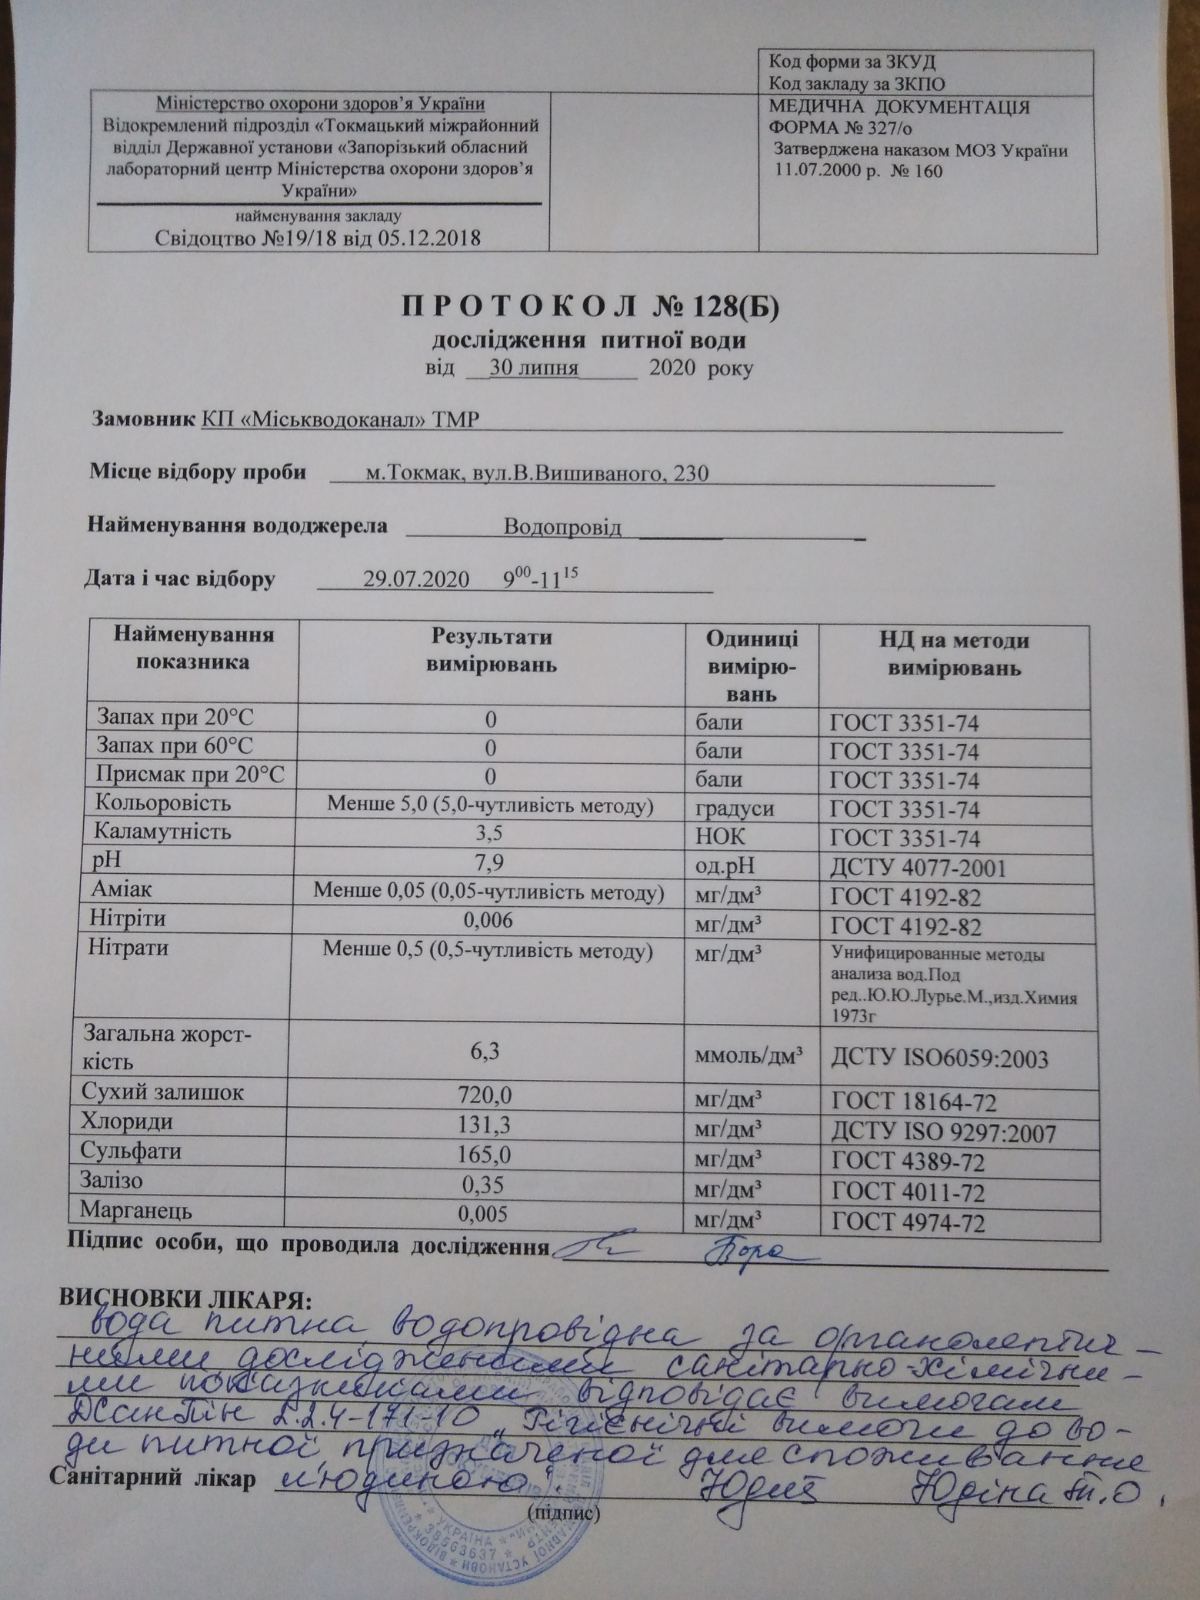 Код форми за ЗКУД
Код закладу за ЗКПО
Міністерство охорони здоров’я України
Відокремлений підрозділ «Токмацький міжрайонний
відділ Державної установи «Запорізький обласний
лабораторний центр Міністерства охорони здоров’я
України»
найменування закладу
Свідоцтво №19/18 від 05.12.2018
МЕДИЧНА ДОКУМЕНТАЦІЯ
ФОРМА № 327/о
Затверджена наказом МОЗ України
11.07.2000 р. № 160
П Р О Т О К О Л № 128(Б)
дослідження питної води
від 30 липня 2020 року
Замовник КП «Міськводоканал» ТМР
Місце відбору проби м.Токмак, вул.В.Вишиваного, 230
Найменування вододжерела Водопровід
Дата і час відбору 29.07.2020 9⁰⁰-11¹⁵
Найменування показника Результати вимірювань Одиниці вимірю-вань НД на методи вимірювань
Запах при 20°С 0 бали ГОСТ 3351-74
Запах при 60°С 0 бали ГОСТ 3351-74
Присмак при 20°С 0 бали ГОСТ 3351-74
Кольоровість Менше 5,0 (5,0-чутливість методу) градуси ГОСТ 3351-74
Каламутність 3,5 НОК ГОСТ 3351-74
рН 7,9 од.рН ДСТУ 4077-2001
Аміак Менше 0,05 (0,05-чутливість методу) мг/дм³ ГОСТ 4192-82
Нітріти 0,006 мг/дм³ ГОСТ 4192-82
Нітрати Менше 0,5 (0,5-чутливість методу) мг/дм³ Унифицированные методы
анализа вод.Под
ред..Ю.Ю.Лурье.М.,изд.Химия
1973г
Загальна жорст-
кість 6,3 ммоль/дм³ ДСТУ ISO6059:2003
Сухий залишок 720,0 мг/дм³ ГОСТ 18164-72
Хлориди 131,3 мг/дм³ ДСТУ ISO 9297:2007
Сульфати 165,0 мг/дм³ ГОСТ 4389-72
Залізо 0,35 мг/дм³ ГОСТ 4011-72
Марганець 0,005 мг/дм³ ГОСТ 4974-72
Підпис особи, що проводила дослідження
ВИСНОВКИ ЛІКАРЯ:
вода питна водопровідна за органолептич-
ними дослідженими санітарно-хімічни-
ми показниками відповідає вимогам
ДСанПін 2.2.4-171-10 „Гігієнічні вимоги до во-
ди питної, призначеної для споживання
Санітарний лікар людиною“. Юдіна Т.О.
(підпис)
УКРАЇНА